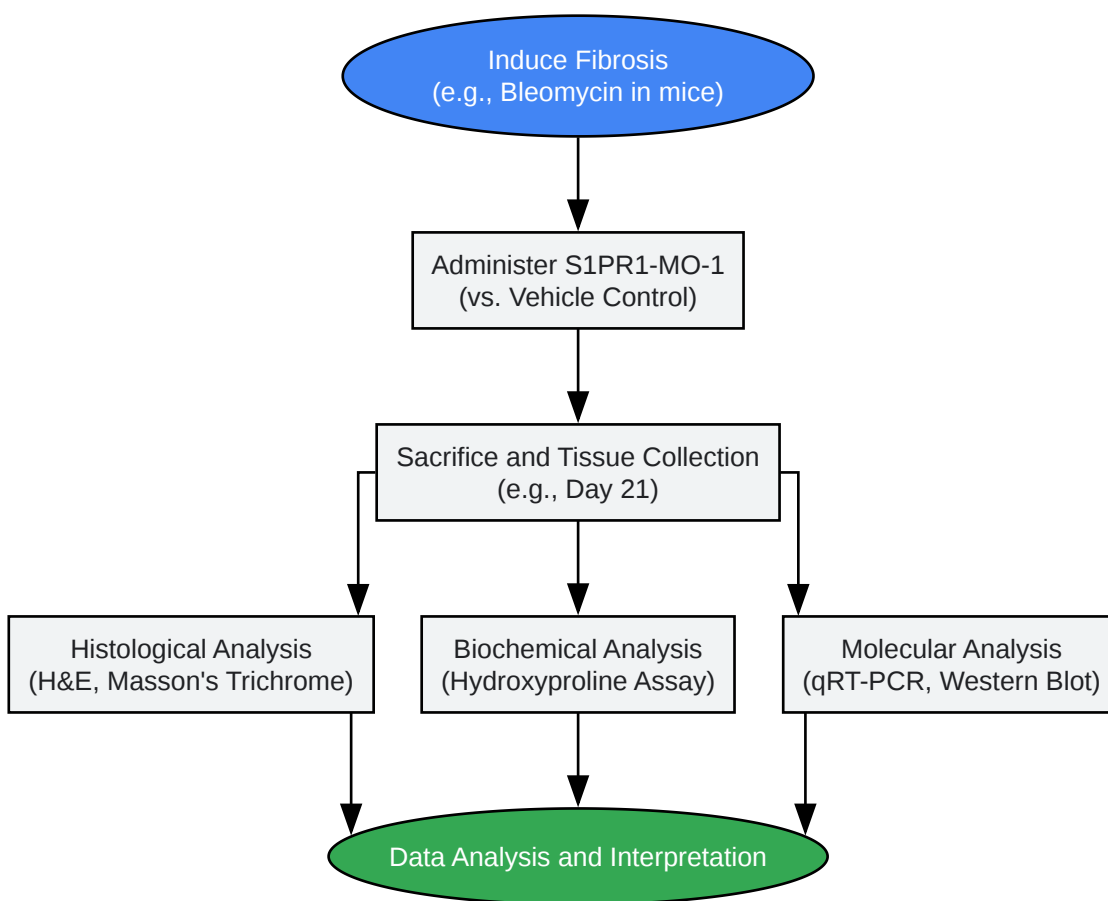 Induce Fibrosis
(e.g., Bleomycin in mice)
Administer S1PR1-MO-1
(vs. Vehicle Control)
Sacrifice and Tissue Collection
(e.g., Day 21)
Histological Analysis
(H&E, Masson's Trichrome)
Biochemical Analysis
(Hydroxyproline Assay)
Molecular Analysis
(qRT-PCR, Western Blot)
Data Analysis and Interpretation